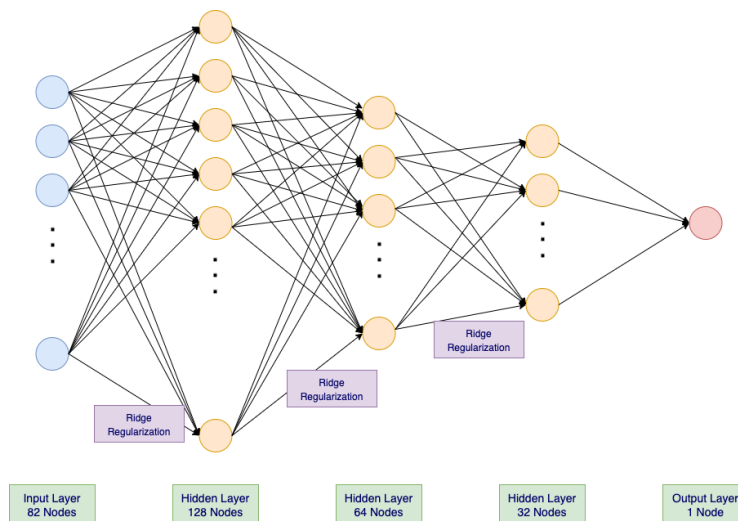 Ridge
Regularization
Ridge
Regularization
Ridge
Regularization
Input Layer
82 Nodes
Hidden Layer
128 Nodes
Hidden Layer
64 Nodes
Hidden Layer
32 Nodes
Output Layer
1 Node